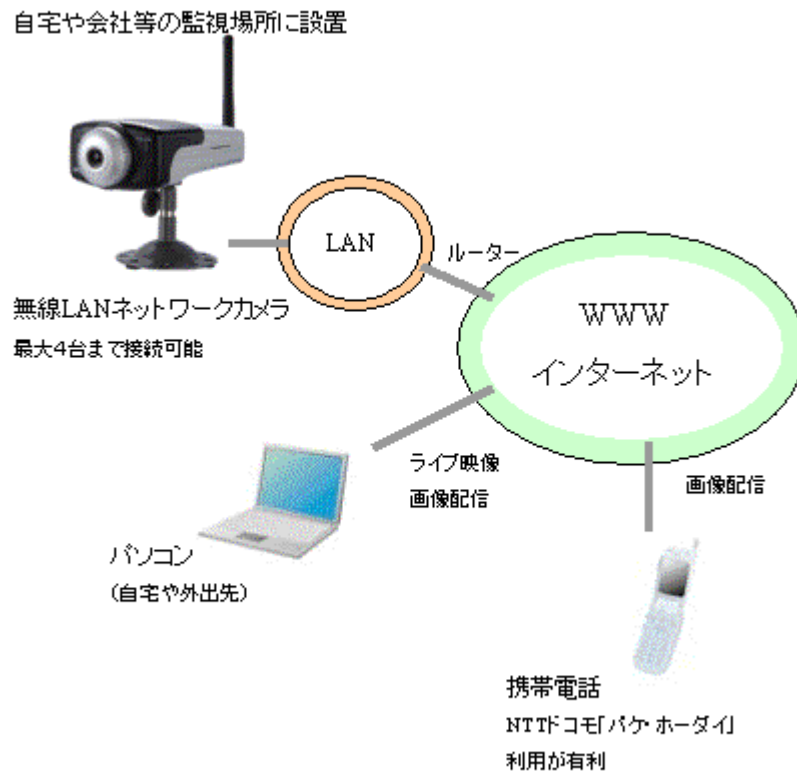 自宅や会社等の監視場所に設置
LAN
ルーター
無線LANネットワークカメラ
最大4台まで接続可能
WWW
インターネット
ライブ映像
画像配信
画像配信
パソコン
(自宅や外出先)
携帯電話
NTTドコモ「パケ・ホーダイ」
利用が有利